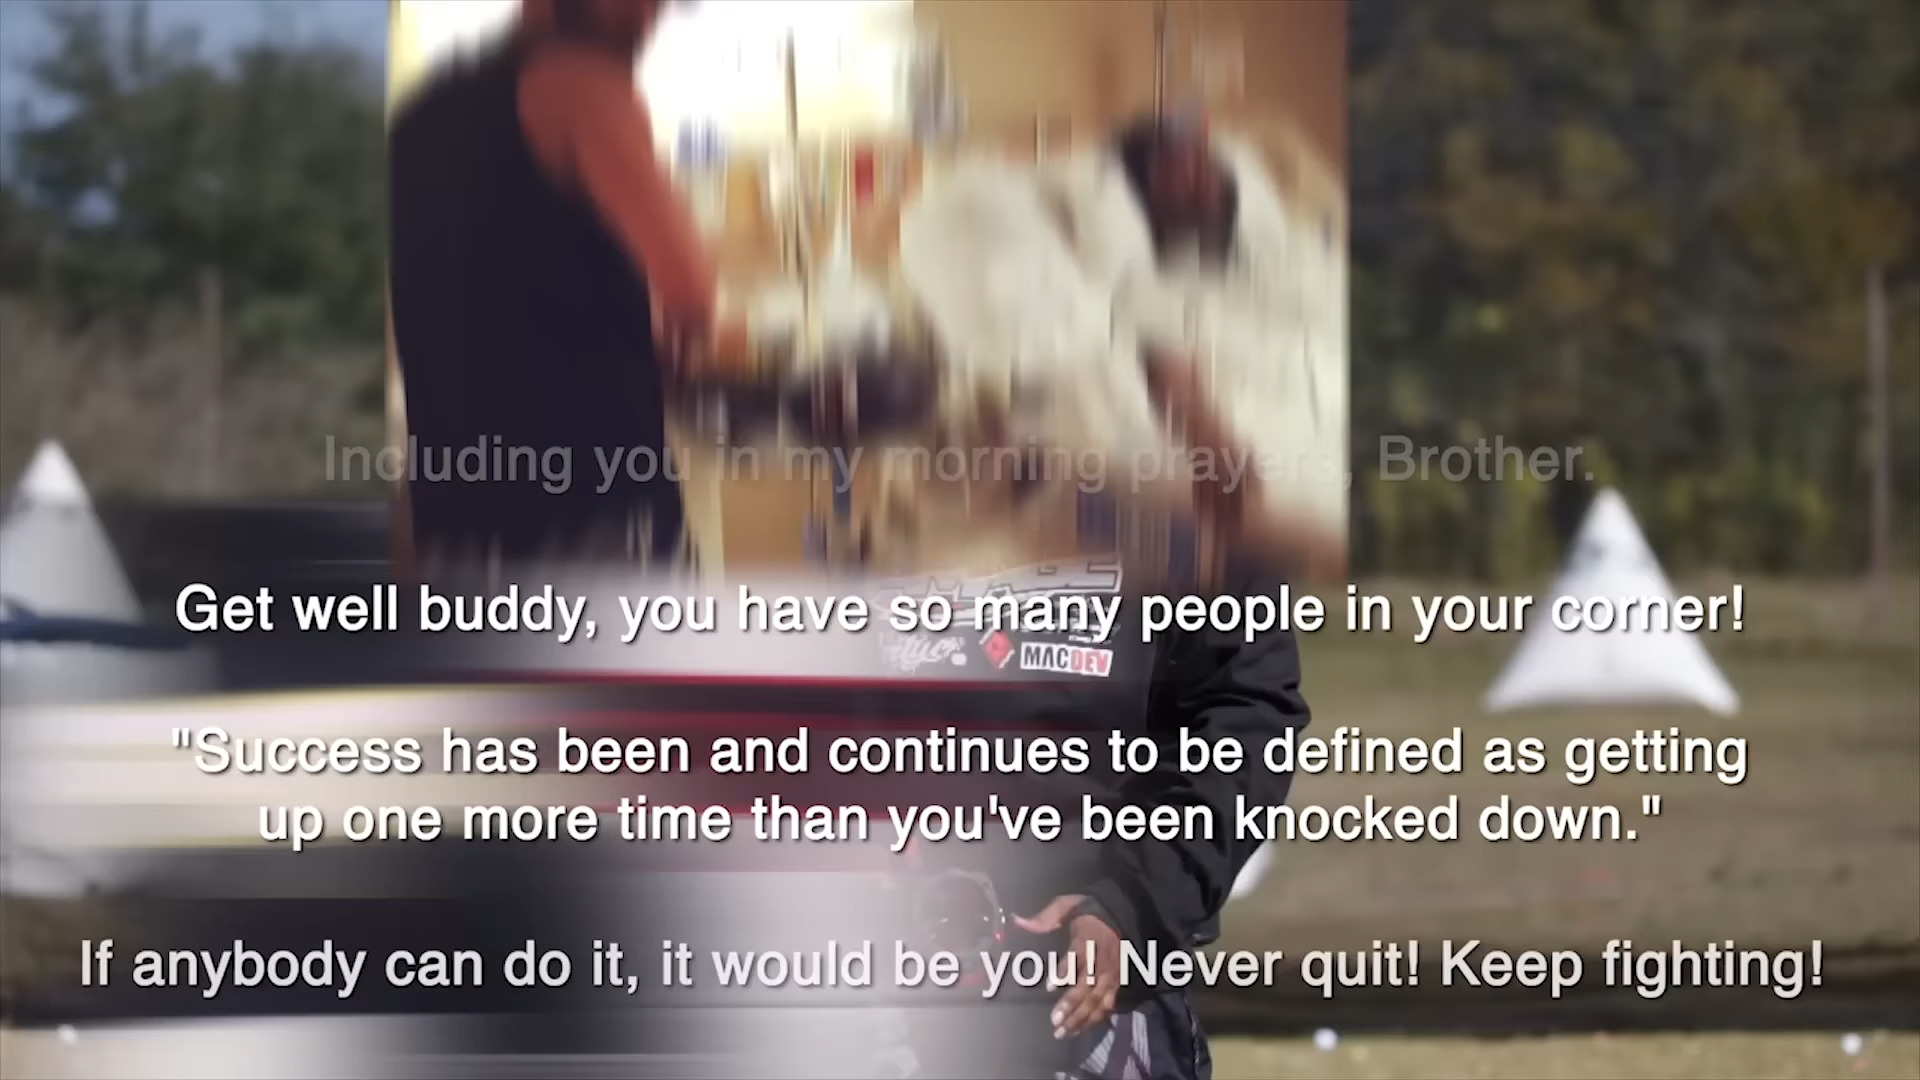 Including you in my morning prayers, Brother.
Get well buddy, you have so many people in your corner!
MACDEV
"Success has been and continues to be defined as getting
up one more time than you've been knocked down."
If anybody can do it, it would be you! Never quit! Keep fighting!